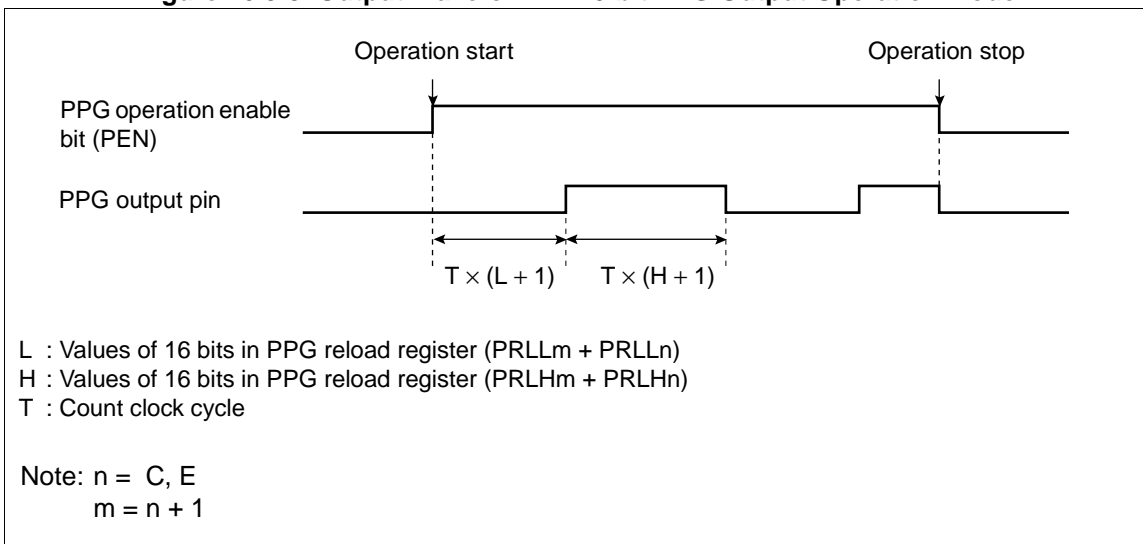 Operation start
Operation stop
PPG operation enable
bit (PEN)
PPG output pin
T × (L + 1)
T × (H + 1)
L : Values of 16 bits in PPG reload register (PRLLm + PRLLn)
H : Values of 16 bits in PPG reload register (PRLHm + PRLHn)
T : Count clock cycle
Note: n = C, E
m = n + 1